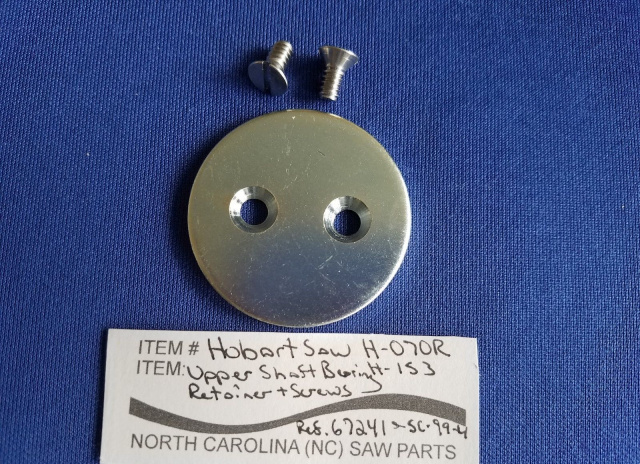 ITEM # Hobart Saw H-070R
ITEM: Upper Shaft Bearing H-153
Retainer + Screws
Ref. 67241 > SC-99-4
NORTH CAROLINA (NC) SAW PARTS